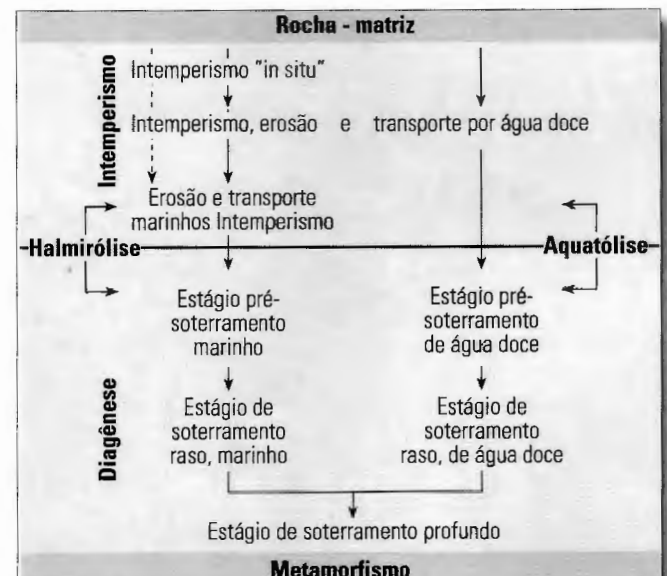 Rocha - matriz
Intemperismo
Intemperismo "in situ"
Intemperismo, erosão e transporte por água doce
Erosão e transporte
marinhos Intemperismo
Halmirólise
Aquatólise
Diagênese
Estágio pré-
soterramento
marinho
Estágio pré-
soterramento
de água doce
Estágio de
soterramento
raso, marinho
Estágio de
soterramento
raso, de água doce
Estágio de soterramento profundo
Metamorfismo